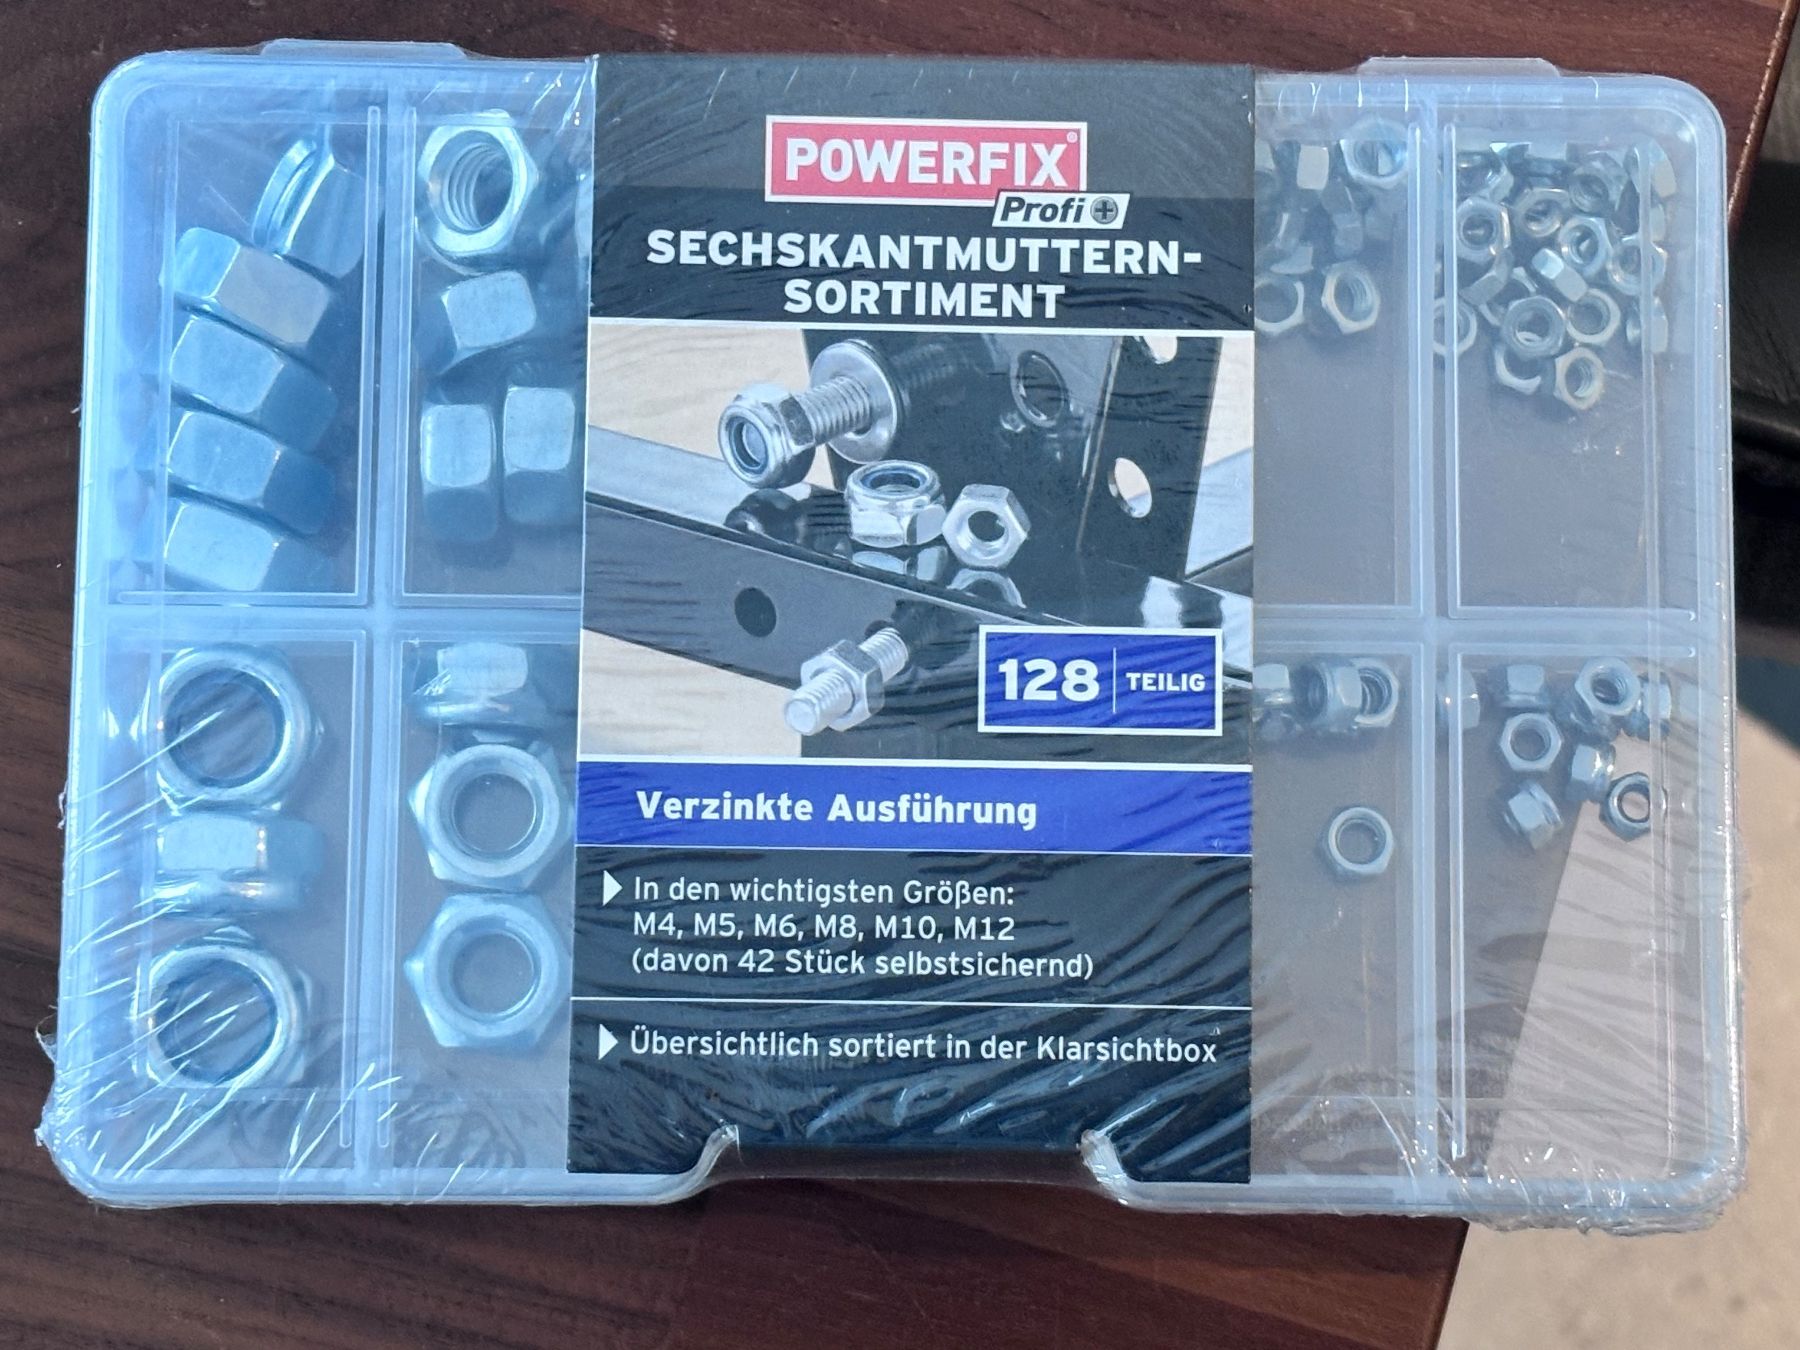 POWERFIX®
Profi
SECHSKANTMUTTERN-
SORTIMENT
128 TEILIG
Verzinkte Ausführung
In den wichtigsten Größen:
M4, M5, M6, M8, M10, M12
(davon 42 Stück selbstsichernd)
Übersichtlich sortiert in der Klarsichtbox